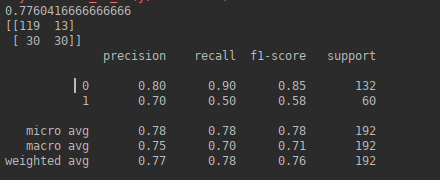 0.7760416666666666
[[119  13]
 [ 30  30]]
              precision    recall  f1-score   support

           0       0.80      0.90      0.85       132
           1       0.70      0.50      0.58        60

   micro avg       0.78      0.78      0.78       192
   macro avg       0.75      0.70      0.71       192
weighted avg       0.77      0.78      0.76       192